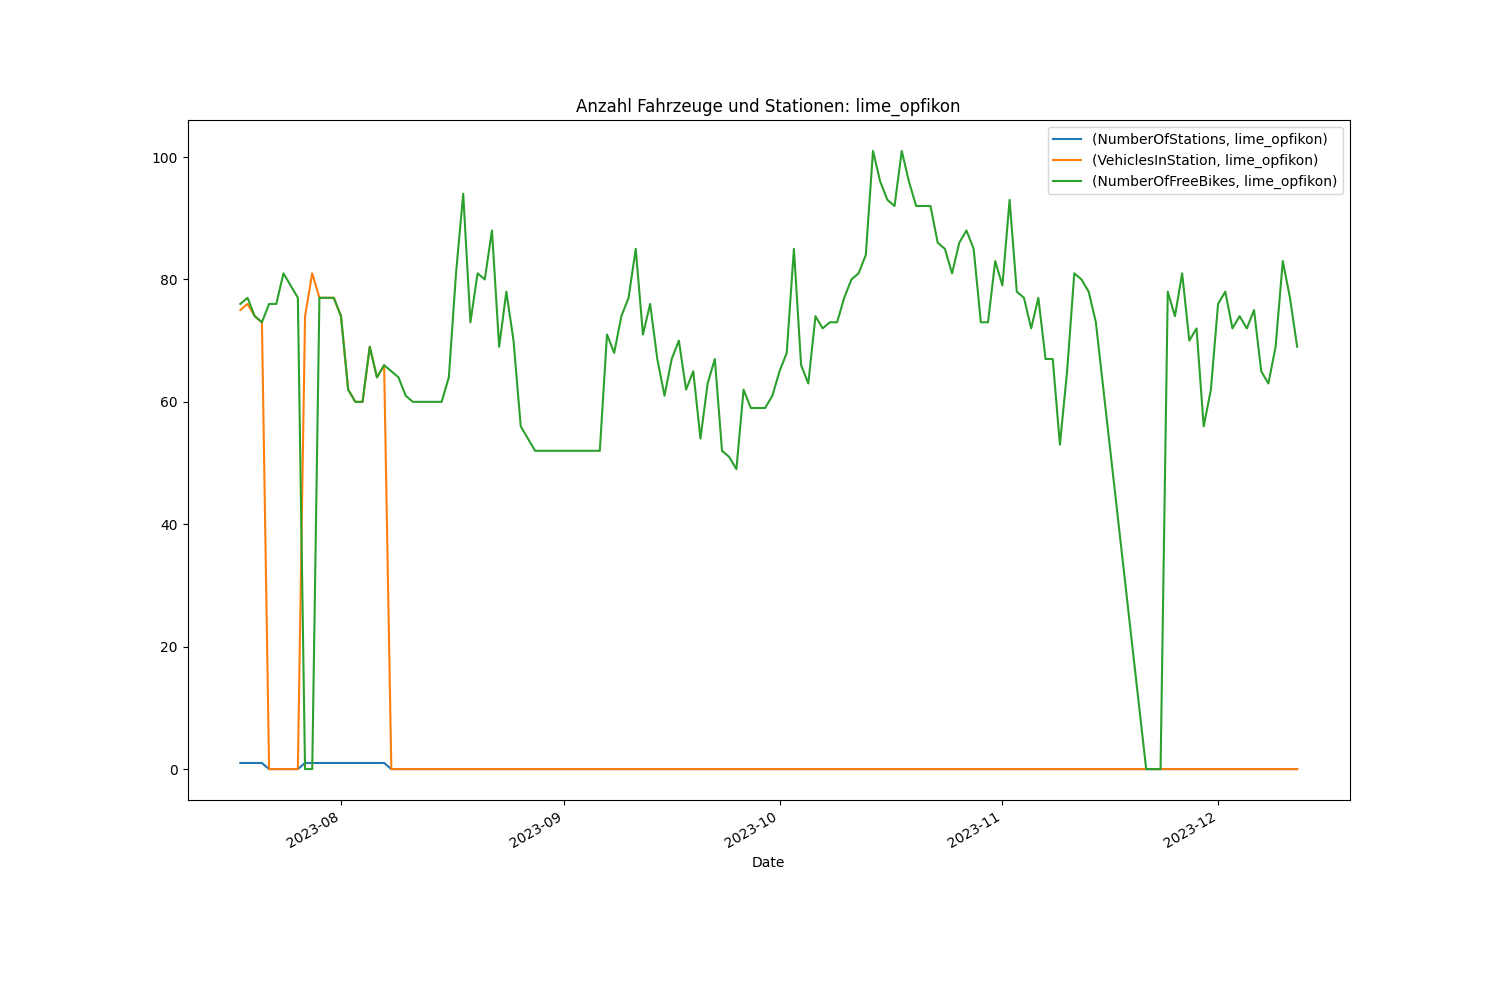 Anzahl Fahrzeuge und Stationen: lime_opfikon
(NumberOfStations, lime_opfikon)
(VehiclesInStation, lime_opfikon)
(NumberOfFreeBikes, lime_opfikon)
100
80
60
40
20
0
2023-08
2023-09
2023-10
2023-11
2023-12
Date